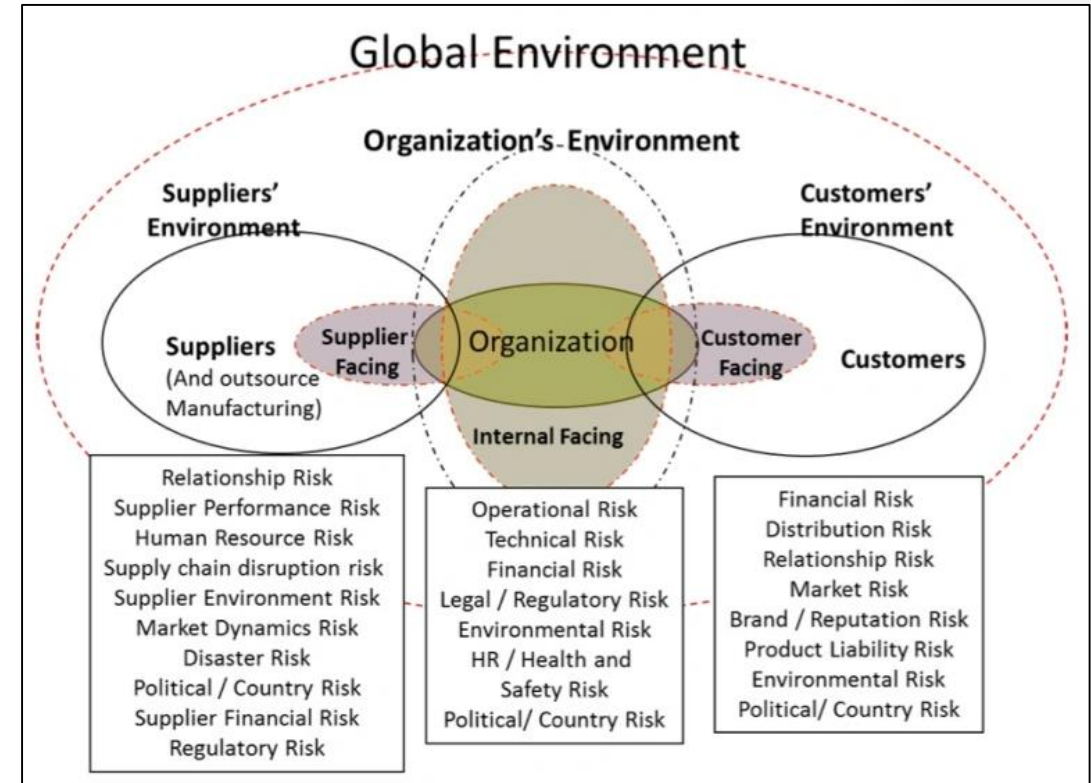 Global Environment
Organization's Environment
Suppliers'
Environment
Customers'
Environment
Suppliers
(And outsource
Manufacturing)
Supplier
Facing
Organization
Customer
Facing
Customers
Internal Facing
Relationship Risk
Supplier Performance Risk
Human Resource Risk
Supply chain disruption risk
Supplier Environment Risk
Market Dynamics Risk
Disaster Risk
Political / Country Risk
Supplier Financial Risk
Regulatory Risk
Operational Risk
Technical Risk
Financial Risk
Legal / Regulatory Risk
Environmental Risk
HR / Health and
Safety Risk
Political/ Country Risk
Financial Risk
Distribution Risk
Relationship Risk
Market Risk
Brand / Reputation Risk
Product Liability Risk
Environmental Risk
Political/ Country Risk